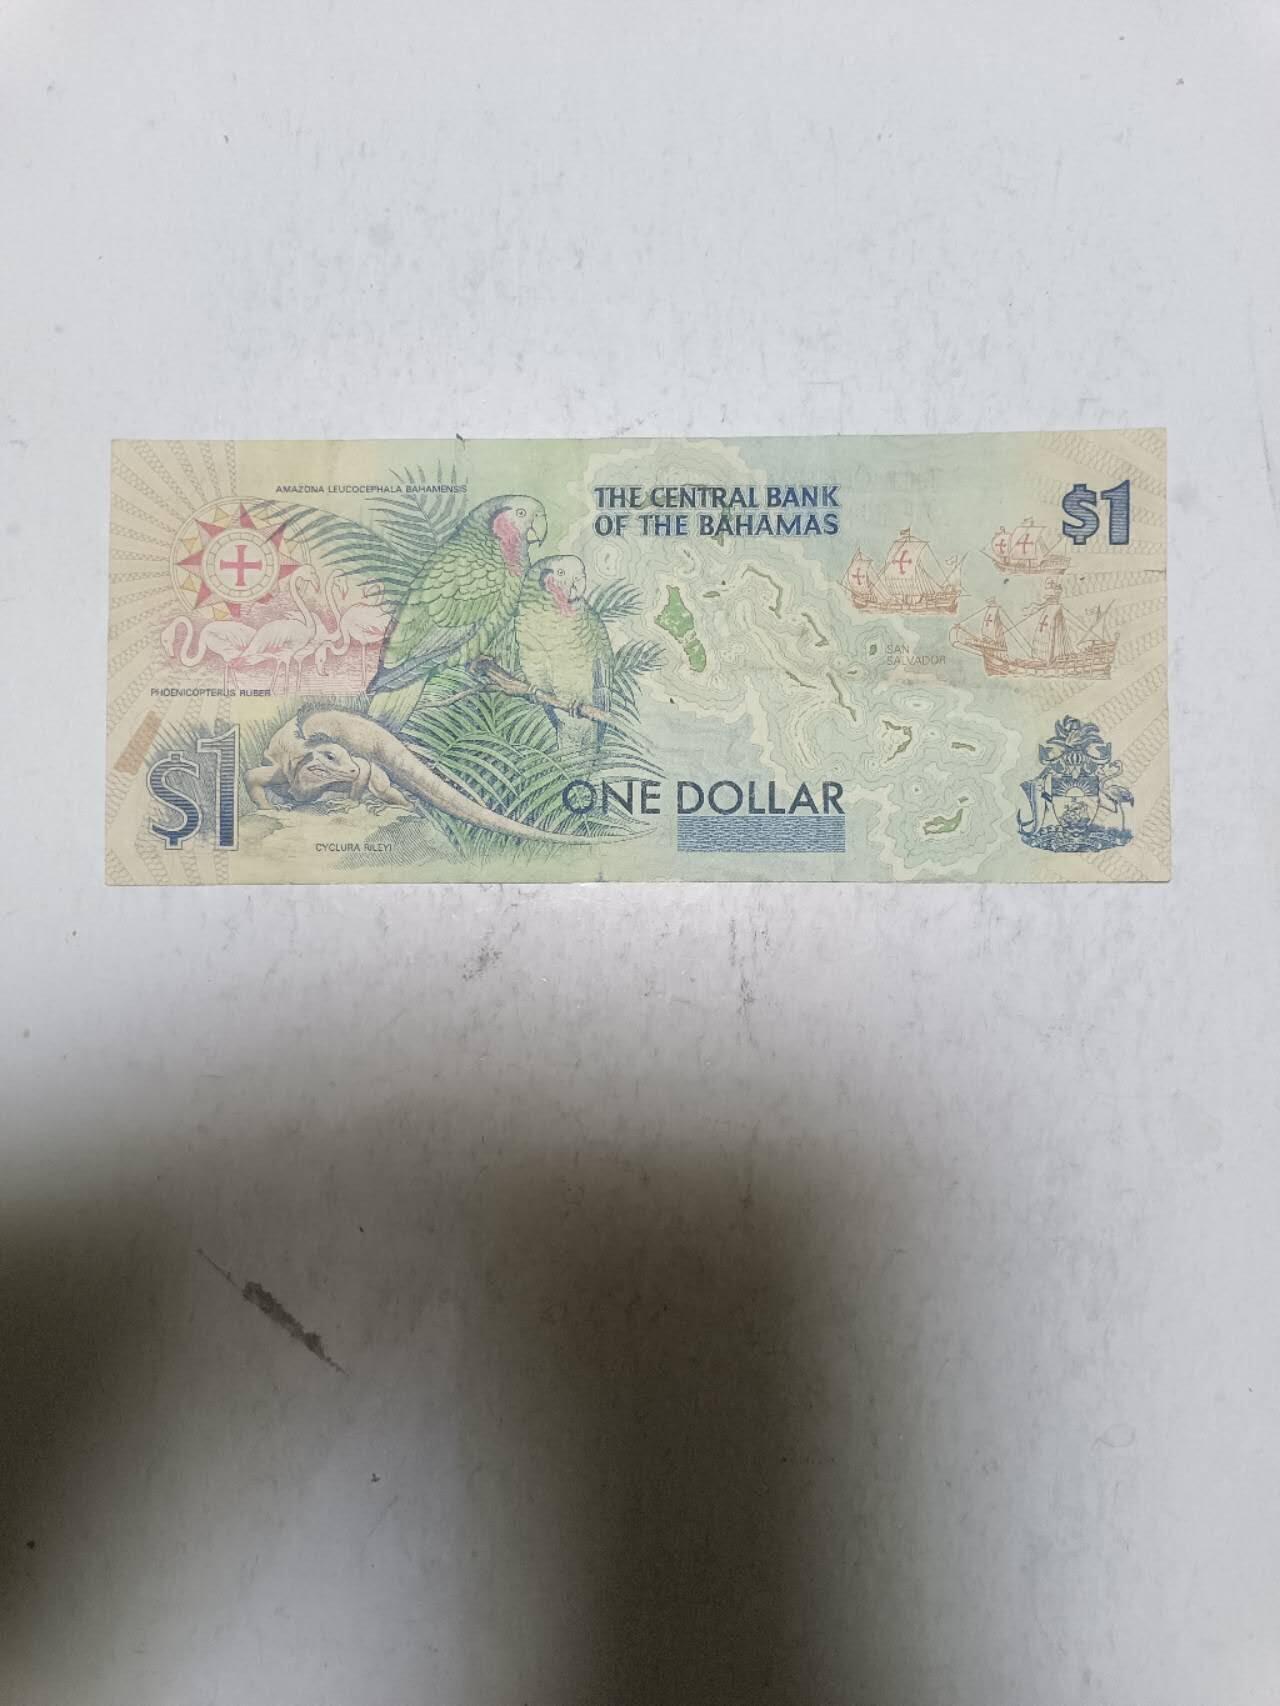 AMAZONA LEUCOCEPHALA BAHAMENSIS
THE CENTRAL BANK
OF THE BAHAMAS
$1
SAN
SALVADOR
PHOENICOPTERUS RUBER
$1
ONE DOLLAR
CYCLURA RILEYI